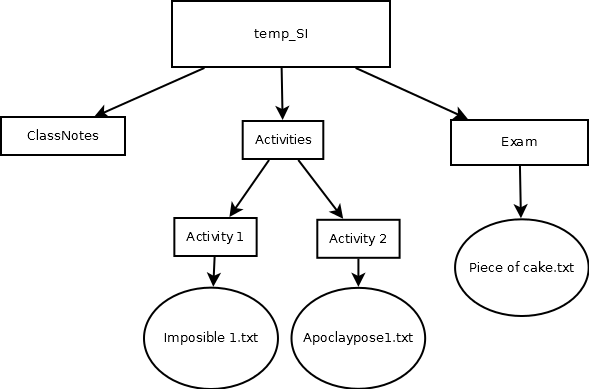 temp_SI
ClassNotes
Activities
Exam
Activity 1
Activity 2
Piece of cake.txt
Imposible 1.txt
Apoclaypose1.txt